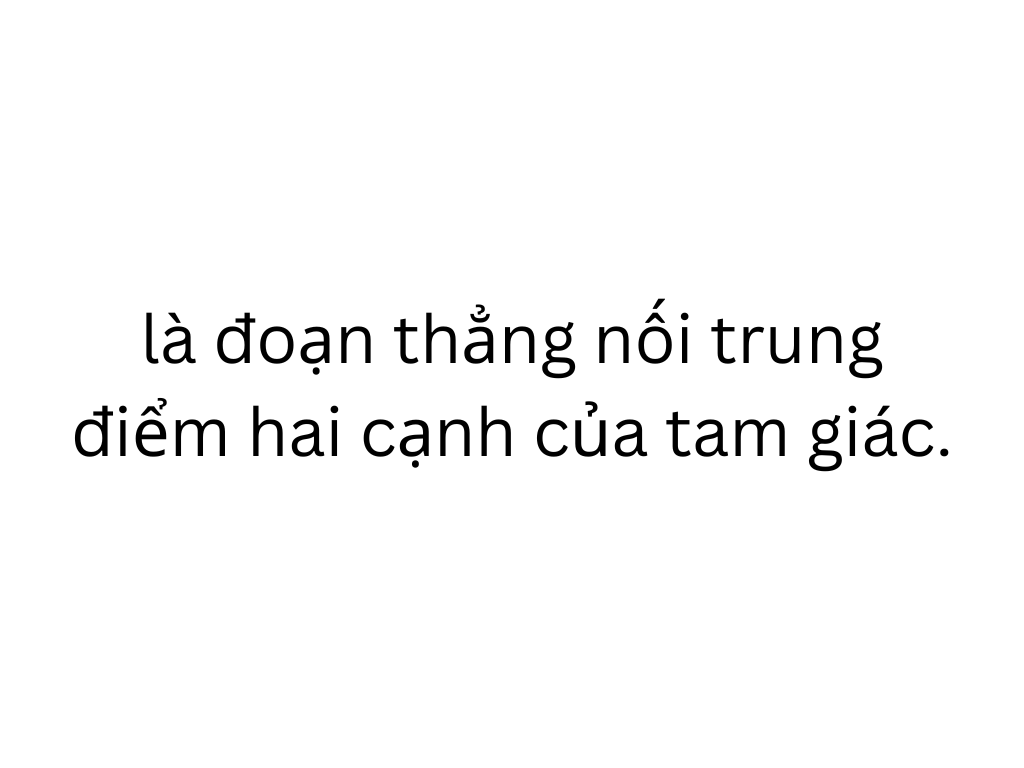 là đoạn thẳng nối trung
điểm hai cạnh của tam giác.